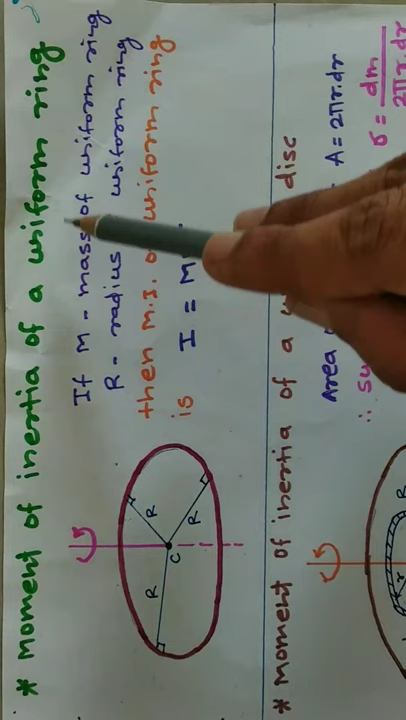 * Moment of inertia of a uniform ring
If M - mass of uniform ring
R - radius uniform ring
then M.I. uniform ring
is I = M
R
R
R
C
* Moment of inertia of a disc
Area A = 2πr.dr
∴ σ = dm
2πr.dr
R
r